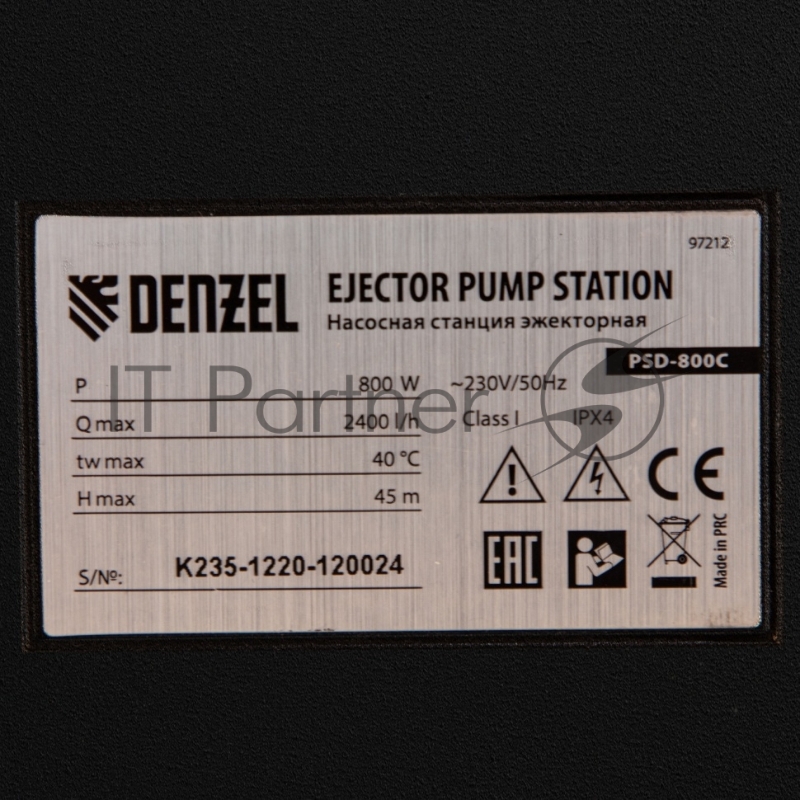 97212
DENZEL
EJECTOR PUMP STATION
Насосная станция эжекторная
PSD-800C
P 800 W ~230V/50Hz
Q max 2400 l/h Class I IPX4
tw max 40 °C
H max 45 m
CE
S/№: K235-1220-120024
EAC
Made in PRC
IT Partner